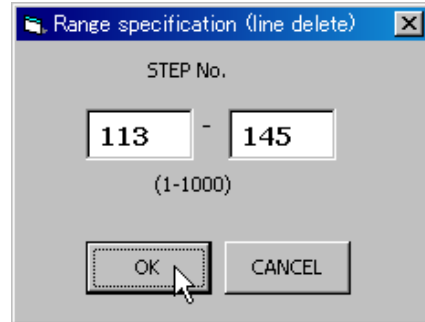 Range specification (line delete)
STEP No.
113 - 145
(1-1000)
OK CANCEL